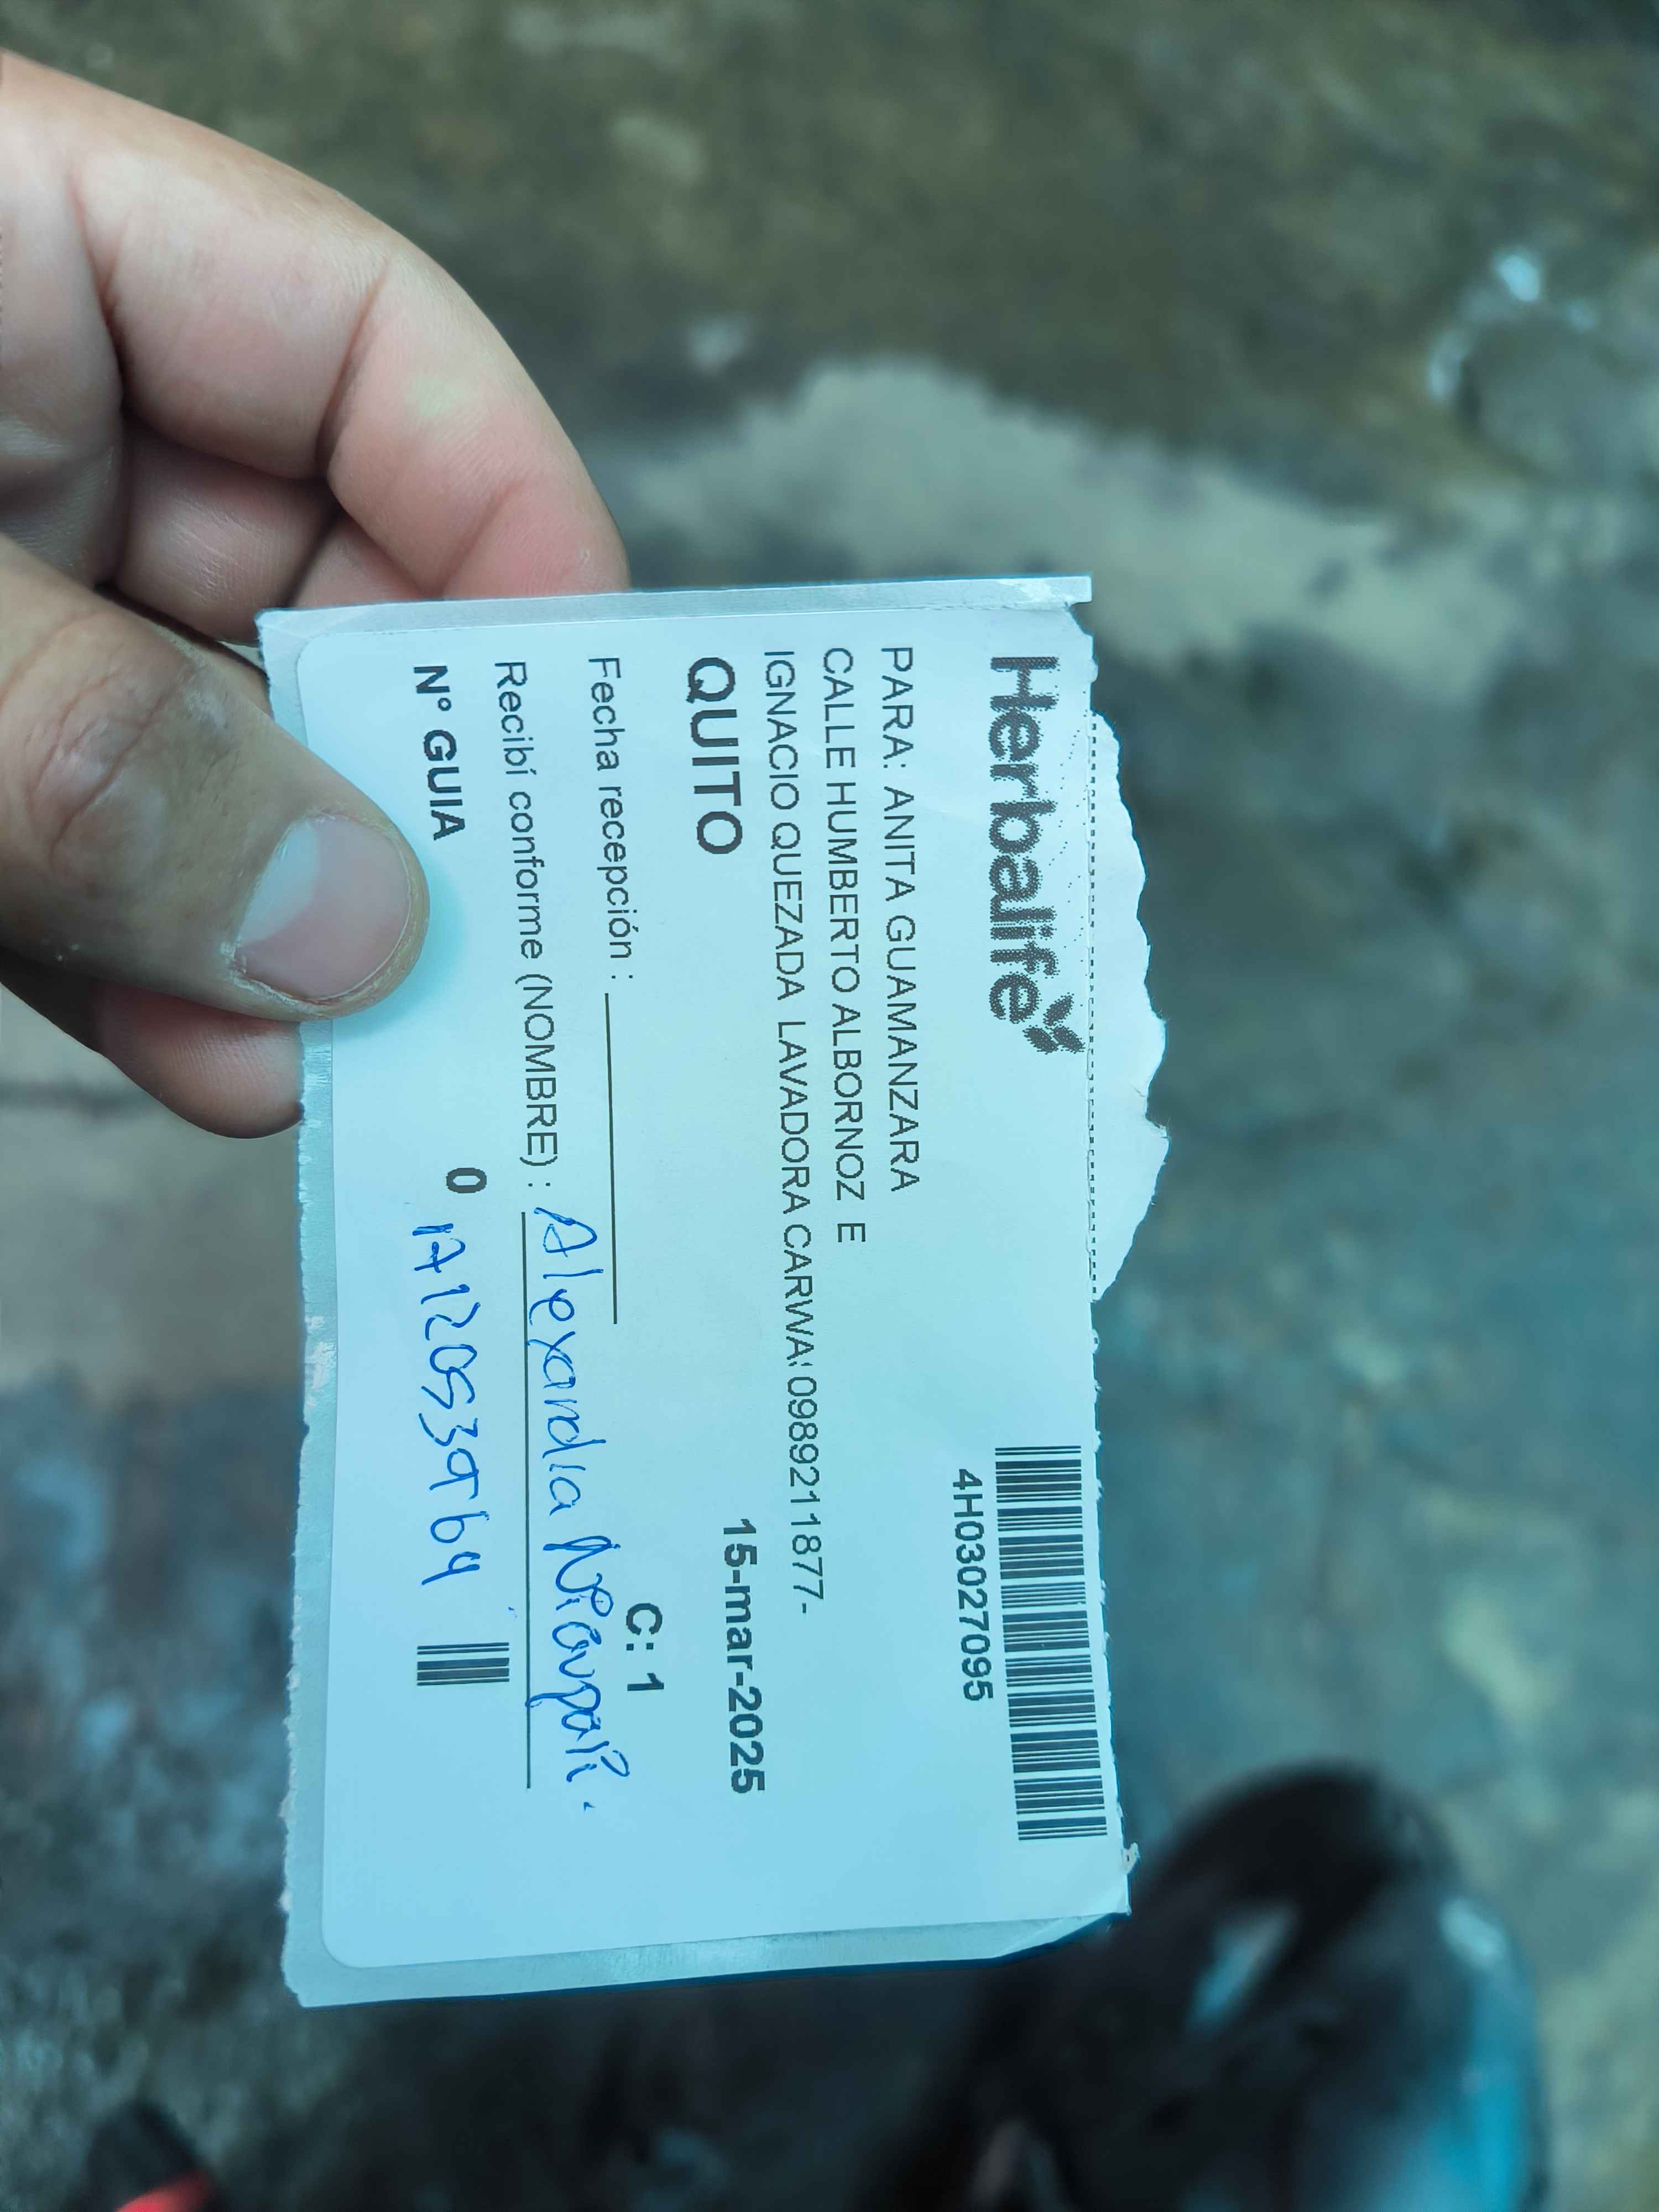 Herbalife
4H03027095
PARA: ANITA GUAMANZARA
CALLE HUMBERTO ALBORNOZ E
IGNACIO QUEZADA LAVADORA CARWA: 0989211877-
QUITO 15-mar-2025
C: 1
Fecha recepción :
Recibí conforme (NOMBRE) : Alexandra
N° GUIA 0